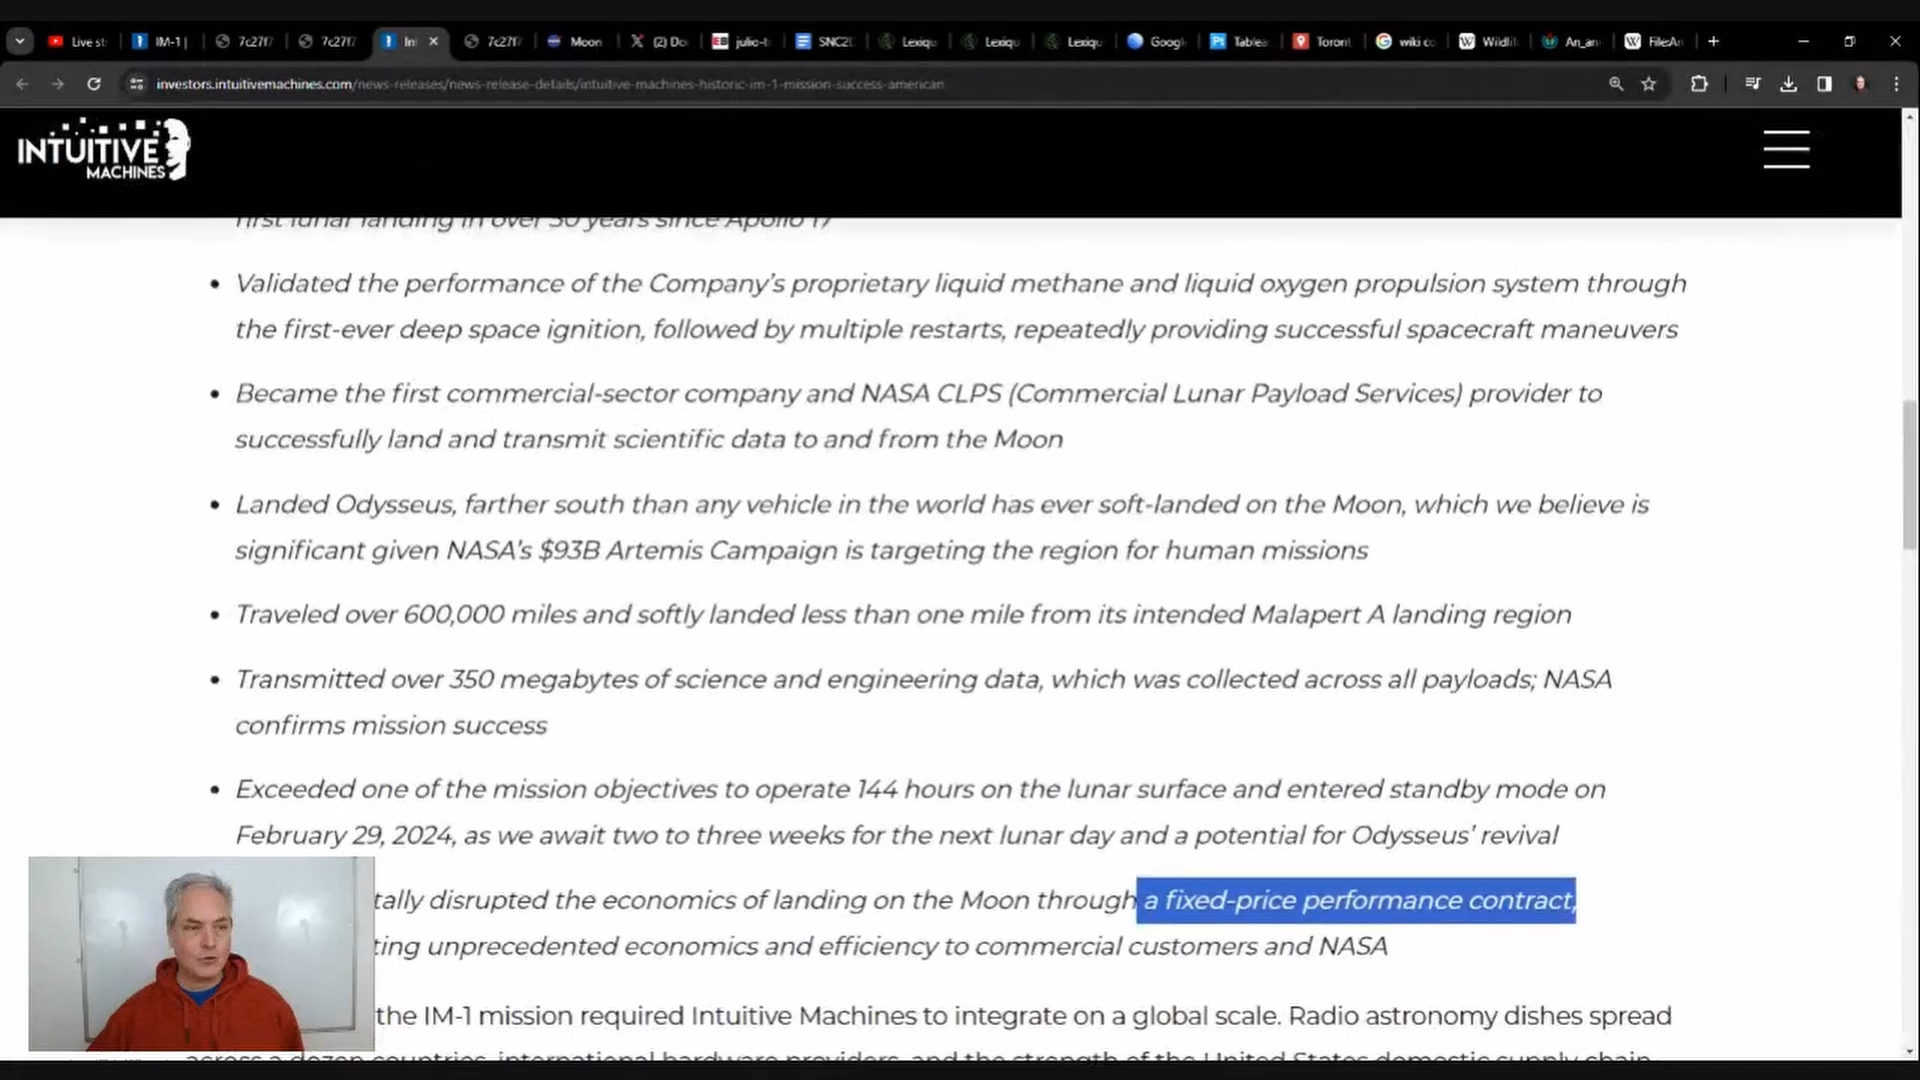 Live st
IM-1 |
7c27f7
7c27f7
Int
7c27f7
Moon
(2) Do
julio-t
SNC2
Lexiqu
Lexiqu
Lexiqu
Googl
Tablea
Toront
wiki co
Wildlif
An_an
File:An
investors.intuitivemachines.com/news-releases/news-release-details/intuitive-machines-historic-im-1-mission-success-american
INTUITIVE
MACHINES
first lunar landing in over 50 years since Apollo 17
Validated the performance of the Company's proprietary liquid methane and liquid oxygen propulsion system through
the first-ever deep space ignition, followed by multiple restarts, repeatedly providing successful spacecraft maneuvers
Became the first commercial-sector company and NASA CLPS (Commercial Lunar Payload Services) provider to
successfully land and transmit scientific data to and from the Moon
Landed Odysseus, farther south than any vehicle in the world has ever soft-landed on the Moon, which we believe is
significant given NASA's $93B Artemis Campaign is targeting the region for human missions
Traveled over 600,000 miles and softly landed less than one mile from its intended Malapert A landing region
Transmitted over 350 megabytes of science and engineering data, which was collected across all payloads; NASA
confirms mission success
Exceeded one of the mission objectives to operate 144 hours on the lunar surface and entered standby mode on
February 29, 2024, as we await two to three weeks for the next lunar day and a potential for Odysseus' revival
tally disrupted the economics of landing on the Moon through a fixed-price performance contract,
ting unprecedented economics and efficiency to commercial customers and NASA
the IM-1 mission required Intuitive Machines to integrate on a global scale. Radio astronomy dishes spread
across a dozen countries, international hardware providers, and the strength of the United States domestic supply chain